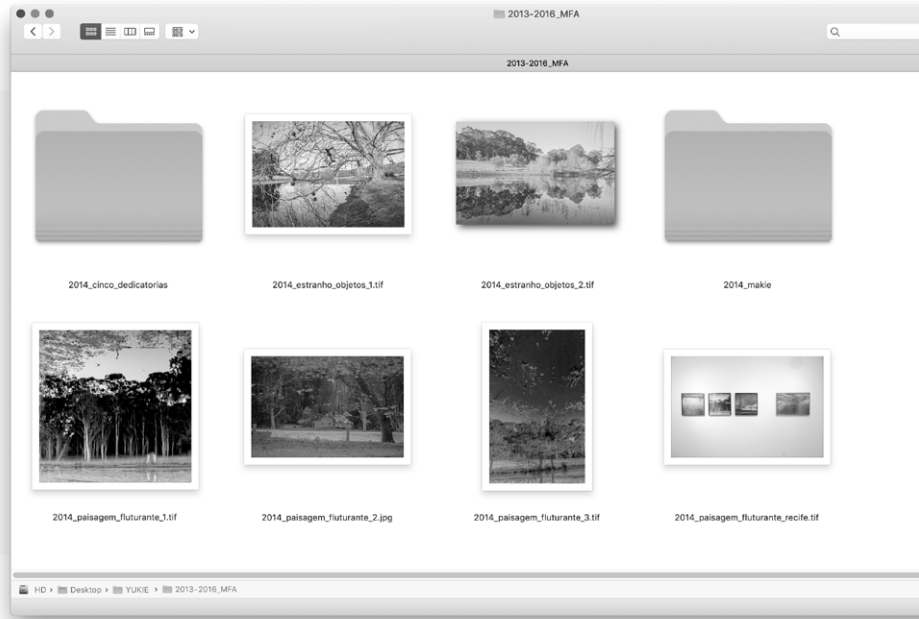 2013-2016_MFA
2013-2016_MFA
2014_cinco_dedicatorias
2014_estranho_objetos_1.tif
2014_estranho_objetos_2.tif
2014_makie
2014_paisagem_fluturante_1.tif
2014_paisagem_fluturante_2.jpg
2014_paisagem_fluturante_3.tif
2014_paisagem_fluturante_recife.tif
HD › Desktop › YUKIE › 2013-2016_MFA